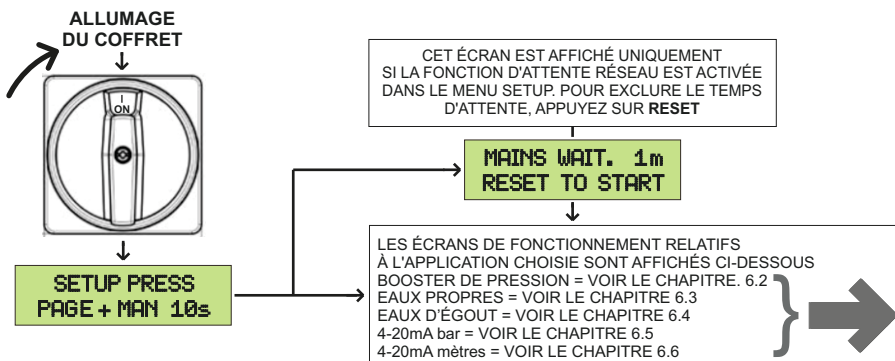 ALLUMAGE
DU COFFRET
I
ON
SETUP PRESS
PAGE+MAN 10s
CET ÉCRAN EST AFFICHÉ UNIQUEMENT
SI LA FONCTION D'ATTENTE RÉSEAU EST ACTIVÉE
DANS LE MENU SETUP. POUR EXCLURE LE TEMPS
D'ATTENTE, APPUYEZ SUR RESET
MAINS WAIT. 1m
RESET TO START
LES ÉCRANS DE FONCTIONNEMENT RELATIFS
À L'APPLICATION CHOISIE SONT AFFICHÉS CI-DESSOUS
BOOSTER DE PRESSION = VOIR LE CHAPITRE. 6.2
EAUX PROPRES = VOIR LE CHAPITRE 6.3
EAUX D'ÉGOUT = VOIR LE CHAPITRE 6.4
4-20mA bar = VOIR LE CHAPITRE 6.5
4-20mA mètres = VOIR LE CHAPITRE 6.6